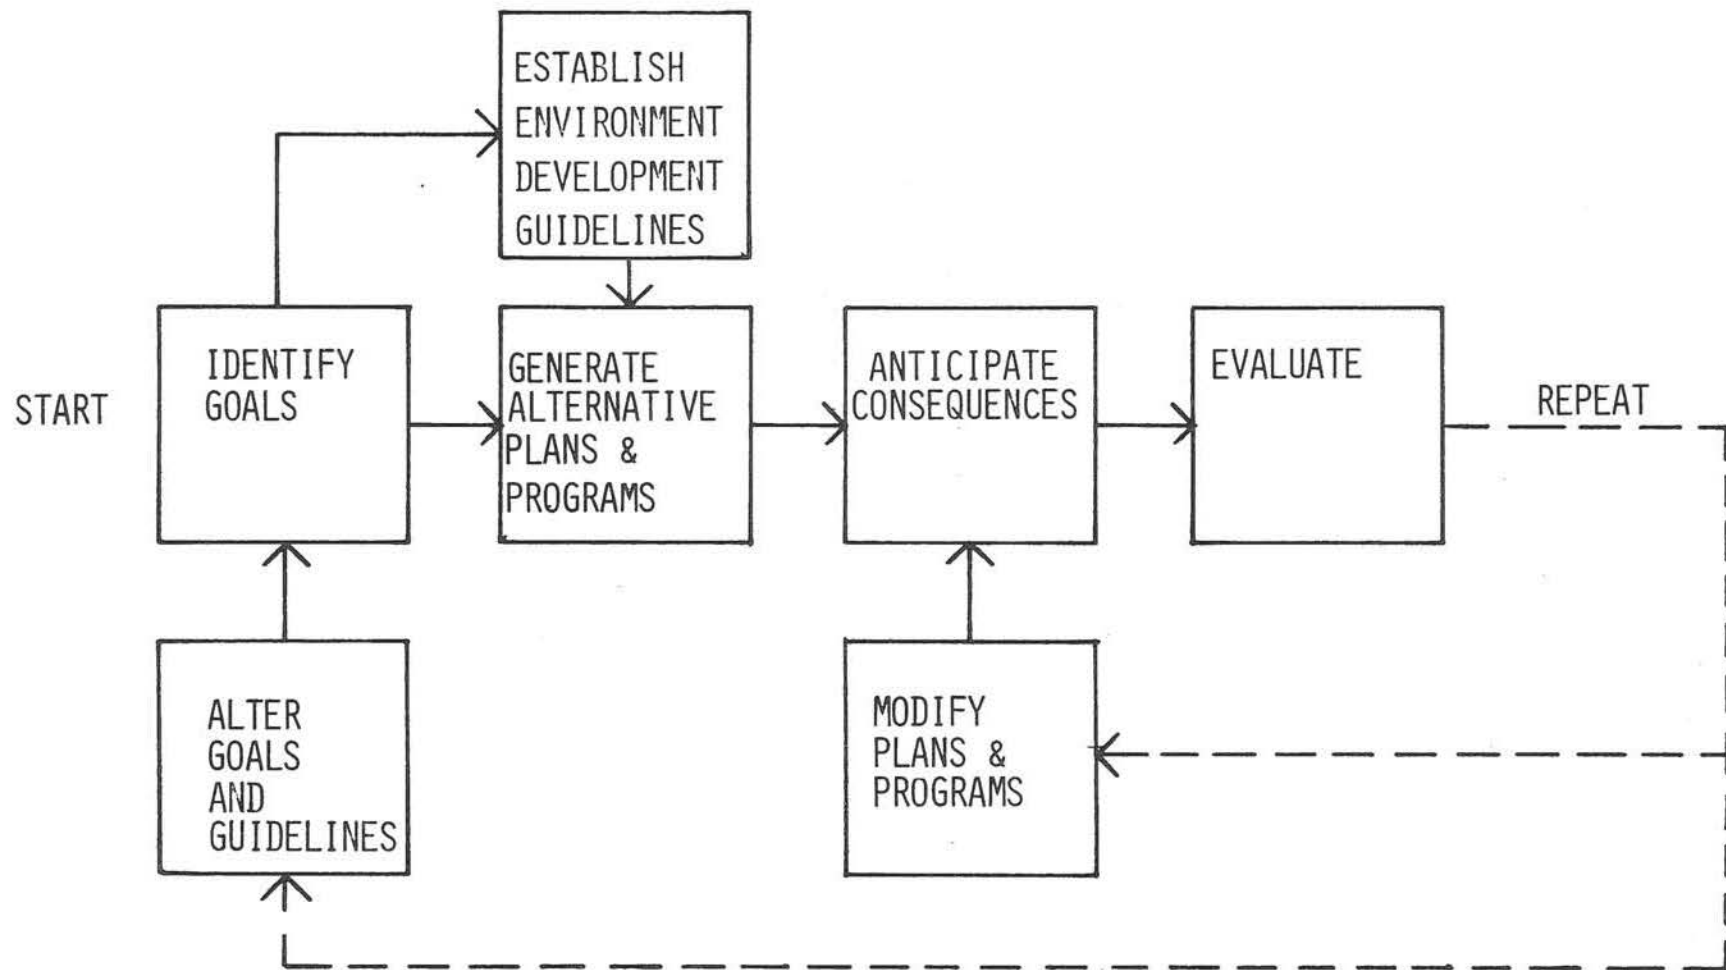 ESTABLISH
ENVIRONMENT
DEVELOPMENT
GUIDELINES
START
IDENTIFY
GOALS
GENERATE
ALTERNATIVE
PLANS &
PROGRAMS
ANTICIPATE
CONSEQUENCES
EVALUATE
REPEAT
ALTER
GOALS
AND
GUIDELINES
MODIFY
PLANS &
PROGRAMS